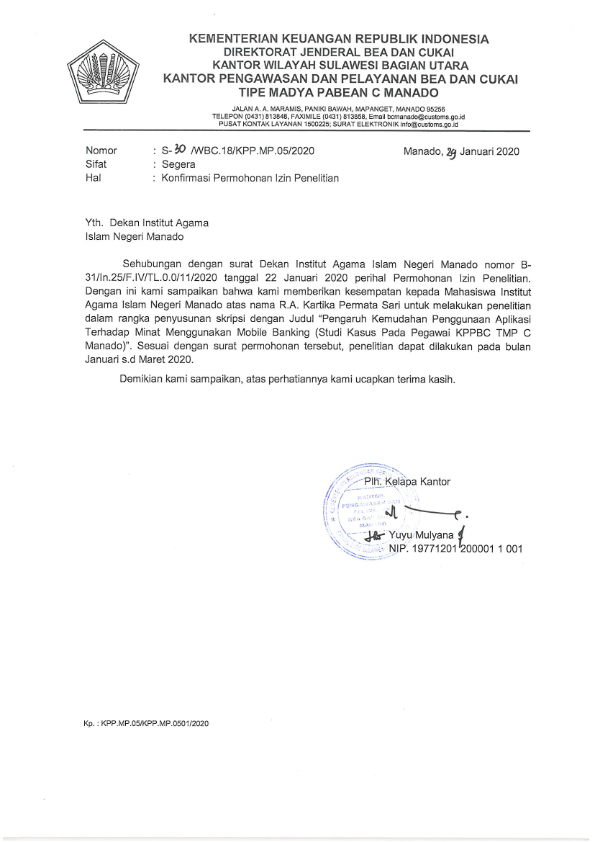 KEMENTERIAN KEUANGAN REPUBLIK INDONESIA
DIREKTORAT JENDERAL BEA DAN CUKAI
KANTOR WILAYAH SULAWESI BAGIAN UTARA
KANTOR PENGAWASAN DAN PELAYANAN BEA DAN CUKAI
TIPE MADYA PABEAN C MANADO
JALAN A. A. MARAMIS, PANIKI BAWAH, MAPANGET, MANADO 95256
TELEPON (0431) 813848, FAXIMILE (0431) 813858, Email bcmanado@customs.go.id
PUSAT KONTAK LAYANAN 1500225; SURAT ELEKTRONIK info@customs.go.id
Nomor : S-30 /WBC.18/KPP.MP.05/2020 Manado, 29 Januari 2020
Sifat : Segera
Hal : Konfirmasi Permohonan Izin Penelitian
Yth. Dekan Institut Agama
Islam Negeri Manado
Sehubungan dengan surat Dekan Institut Agama Islam Negeri Manado nomor B-
31/In.25/F.IV/TL.0.0/11/2020 tanggal 22 Januari 2020 perihal Permohonan Izin Penelitian.
Dengan ini kami sampaikan bahwa kami memberikan kesempatan kepada Mahasiswa Institut
Agama Islam Negeri Manado atas nama R.A. Kartika Permata Sari untuk melakukan penelitian
dalam rangka penyusunan skripsi dengan Judul “Pengaruh Kemudahan Penggunaan Aplikasi
Terhadap Minat Menggunakan Mobile Banking (Studi Kasus Pada Pegawai KPPBC TMP C
Manado)”. Sesuai dengan surat permohonan tersebut, penelitian dapat dilakukan pada bulan
Januari s.d Maret 2020.
Demikian kami sampaikan, atas perhatiannya kami ucapkan terima kasih.
Plh. Kelapa Kantor
Yuyu Mulyana
NIP. 19771201 200001 1 001
Kp. : KPP.MP.05/KPP.MP.0501/2020